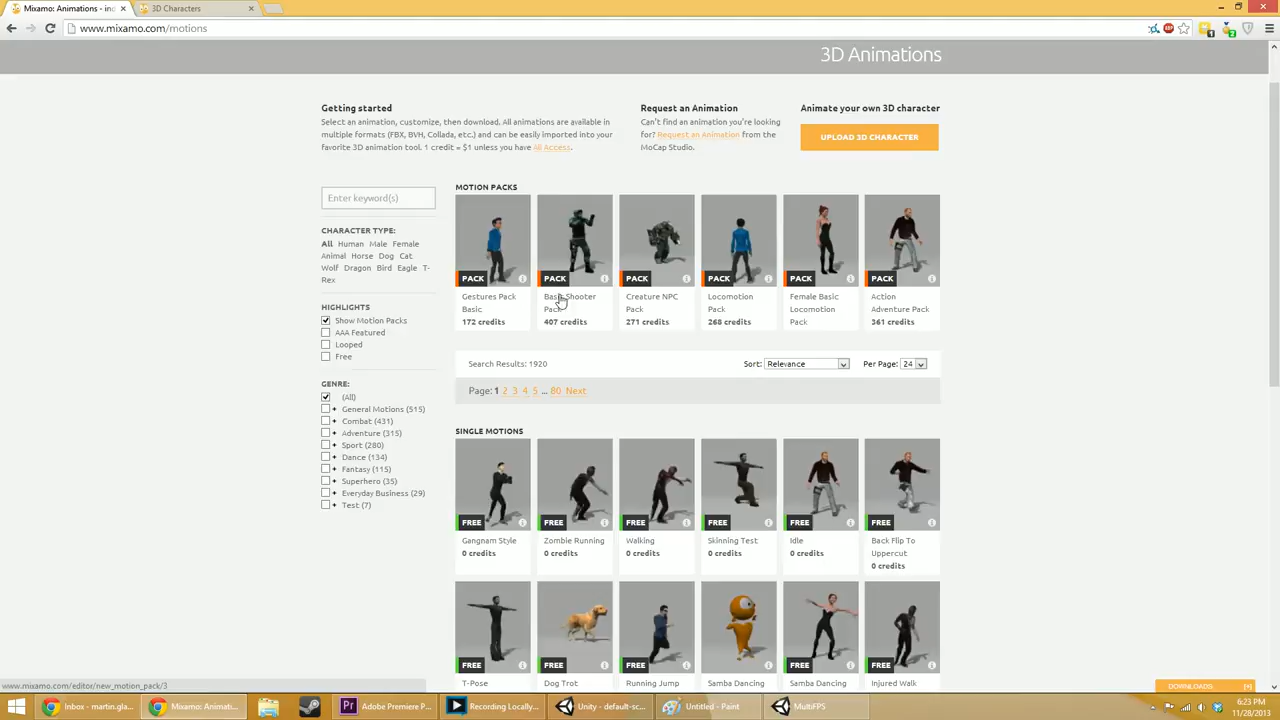 Mixamo: Animations - inc
3D Characters
www.mixamo.com/motions
3D Animations
Getting started
Select an animation, customize, then download. All animations are available in
multiple formats (FBX, BVH, Collada, etc.) and can be easily imported into your
favorite 3D animation tool. 1 credit = $1 unless you have All Access.
Request an Animation
Can't find an animation you're looking
for? Request an Animation from the
MoCap Studio.
Animate your own 3D character
UPLOAD 3D CHARACTER
Enter keyword(s)
CHARACTER TYPE:
All Human Male Female
Animal Horse Dog Cat
Wolf Dragon Bird Eagle T-
Rex
HIGHLIGHTS
Show Motion Packs
AAA Featured
Looped
Free
GENRE:
(All)
General Motions (515)
Combat (431)
Adventure (315)
Sport (280)
Dance (134)
Fantasy (115)
Superhero (35)
Everyday Business (29)
Test (7)
MOTION PACKS
PACK PACK PACK PACK PACK PACK
Gestures Pack
Basic
172 credits
Basic Shooter
Pack
407 credits
Creature NPC
Pack
271 credits
Locomotion
Pack
268 credits
Female Basic
Locomotion
Pack
Action
Adventure Pack
361 credits
Search Results: 1920
Sort: Relevance
Per Page: 24
Page: 1 2 3 4 5 ... 80 Next
SINGLE MOTIONS
FREE FREE FREE FREE FREE FREE
Gangnam Style
0 credits
Zombie Running
0 credits
Walking
0 credits
Skinning Test
0 credits
Idle
0 credits
Back Flip To
Uppercut
0 credits
FREE FREE FREE FREE FREE FREE
T-Pose
Dog Trot
Running Jump
Samba Dancing
Samba Dancing
Injured Walk
www.mixamo.com/editor/new_motion_pack/3
DOWNLOADS [+]
Inbox - martin.gla...
Mixamo: Animati...
Adobe Premiere P...
Recording Locally...
Unity - default-sc...
Untitled - Paint
MultiFPS
6:23 PM
11/28/2013